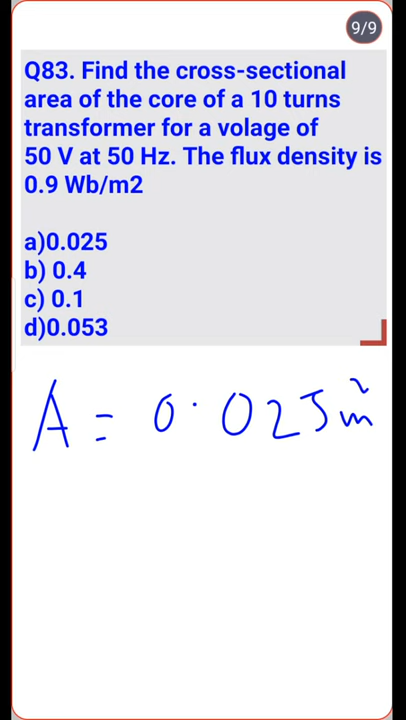 9/9
Q83. Find the cross-sectional
area of the core of a 10 turns
transformer for a volage of
50 V at 50 Hz. The flux density is
0.9 Wb/m2
a)0.025
b) 0.4
c) 0.1
d)0.053
A = 0.025 m²